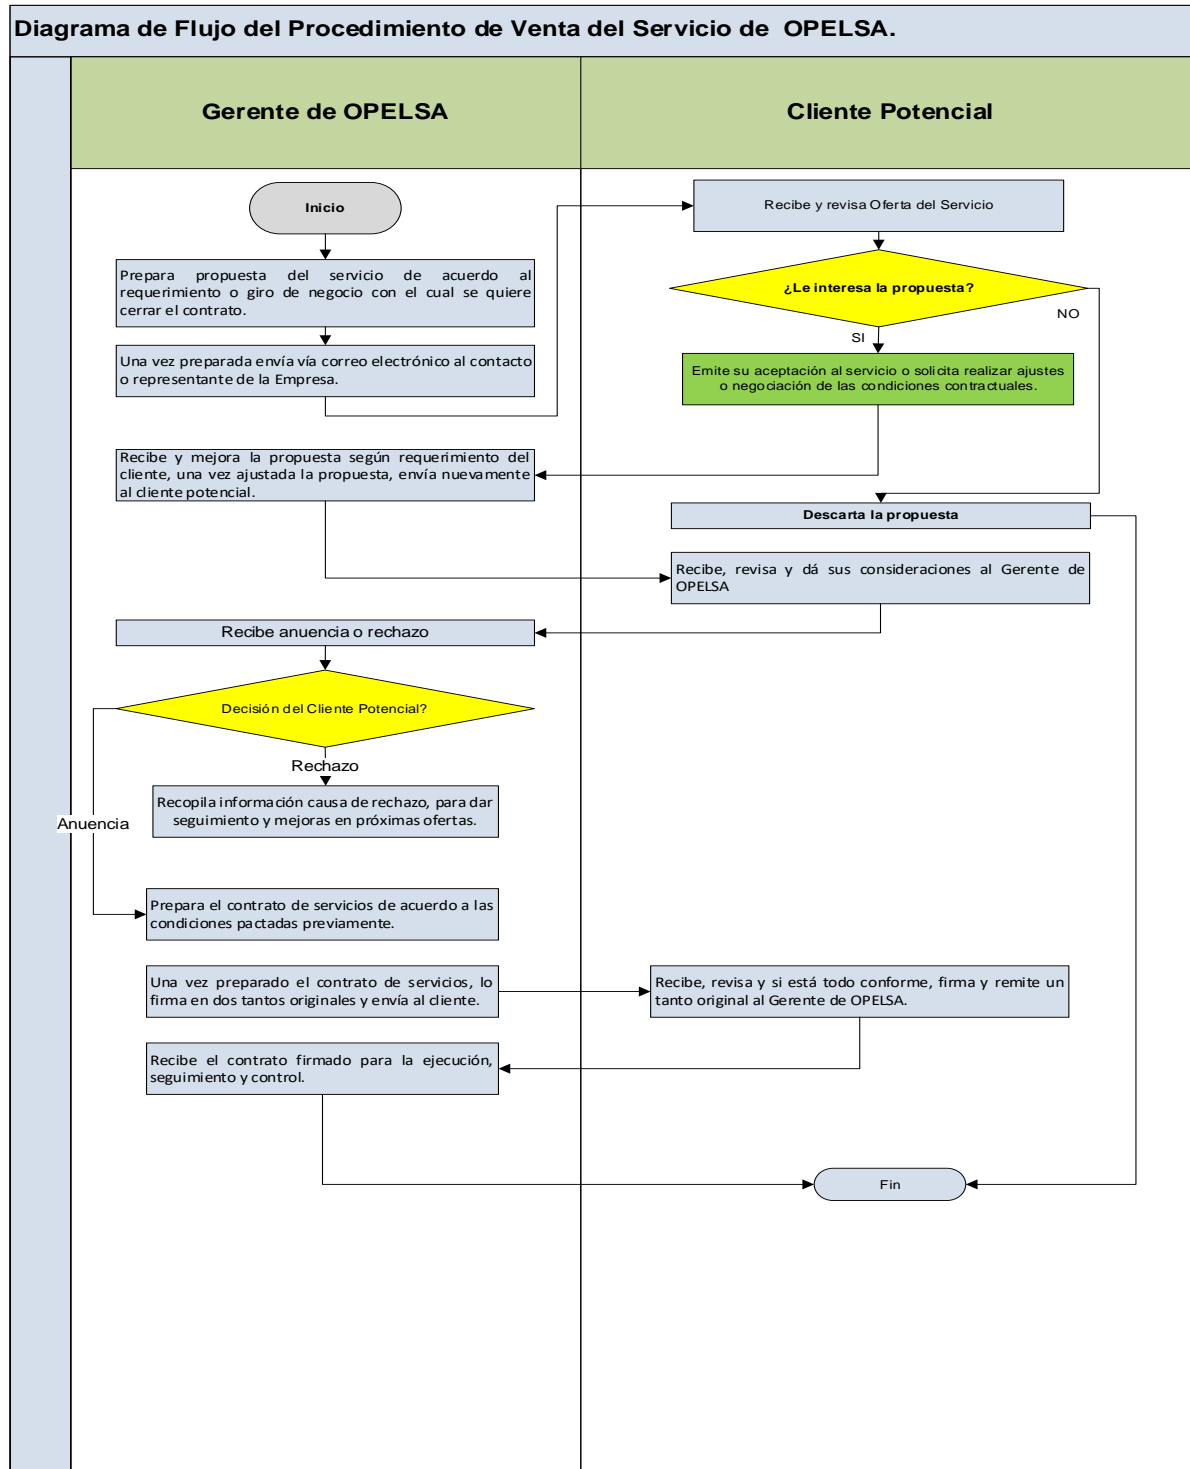 Diagrama de Flujo del Procedimiento de Venta del Servicio de OPELSA.
Gerente de OPELSA
Cliente Potencial
Inicio
Recibe y revisa Oferta del Servicio
Prepara propuesta del servicio de acuerdo al
requerimiento o giro de negocio con el cual se quiere
cerrar el contrato.
¿Le interesa la propuesta?
NO
SI
Una vez preparada envía vía correo electrónico al contacto
o representante de la Empresa.
Emite su aceptación al servicio o solicita realizar ajustes
o negociación de las condiciones contractuales.
Recibe y mejora la propuesta según requerimiento del
cliente, una vez ajustada la propuesta, envía nuevamente
al cliente potencial.
Descarta la propuesta
Recibe, revisa y dá sus consideraciones al Gerente de
OPELSA
Recibe anuencia o rechazo
Decisión del Cliente Potencial?
Rechazo
Recopila información causa de rechazo, para dar
seguimiento y mejoras en próximas ofertas.
Anuencia
Prepara el contrato de servicios de acuerdo a las
condiciones pactadas previamente.
Una vez preparado el contrato de servicios, lo
firma en dos tantos originales y envía al cliente.
Recibe, revisa y si está todo conforme, firma y remite un
tanto original al Gerente de OPELSA.
Recibe el contrato firmado para la ejecución,
seguimiento y control.
Fin